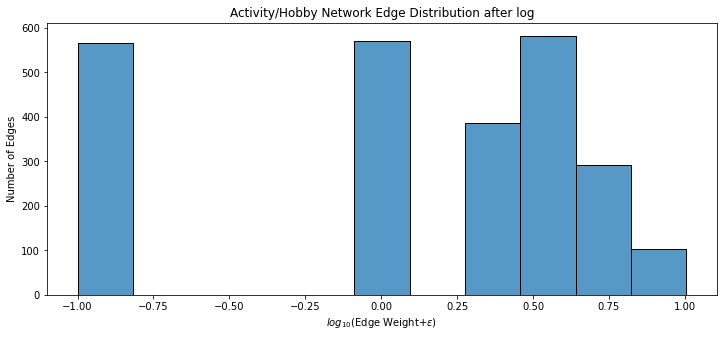 Activity/Hobby Network Edge Distribution after log
600
500
400
300
200
100
0
Number of Edges
−1.00 −0.75 −0.50 −0.25 0.00 0.25 0.50 0.75 1.00
log₁₀(Edge Weight+ε)